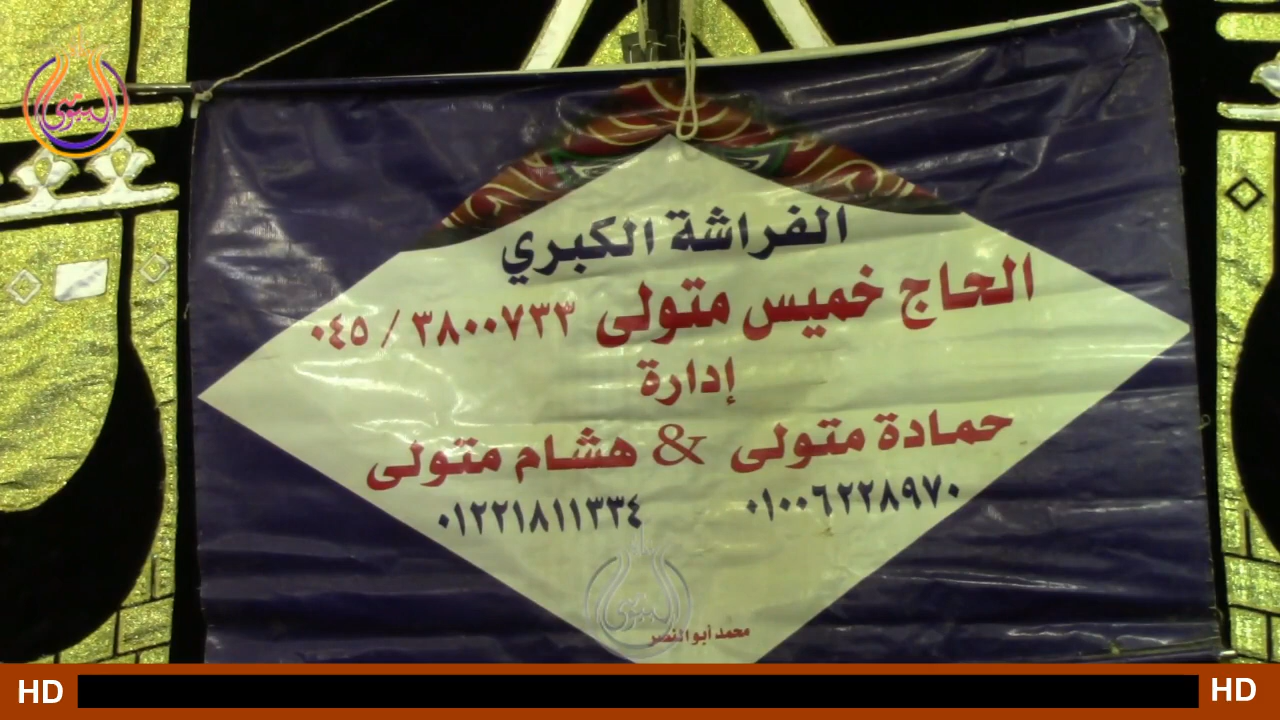 الفراشة الكبري
الحاج خميس متولى ٣٨٠٠٧٣٣ / ٠٤٥
إدارة
حمادة متولى & هشام متولى
٠١٠٠٦٢٢٨٩٧٠ ٠١٢٢١٨١١٣٣٤
محمد أبو النصر
HD HD